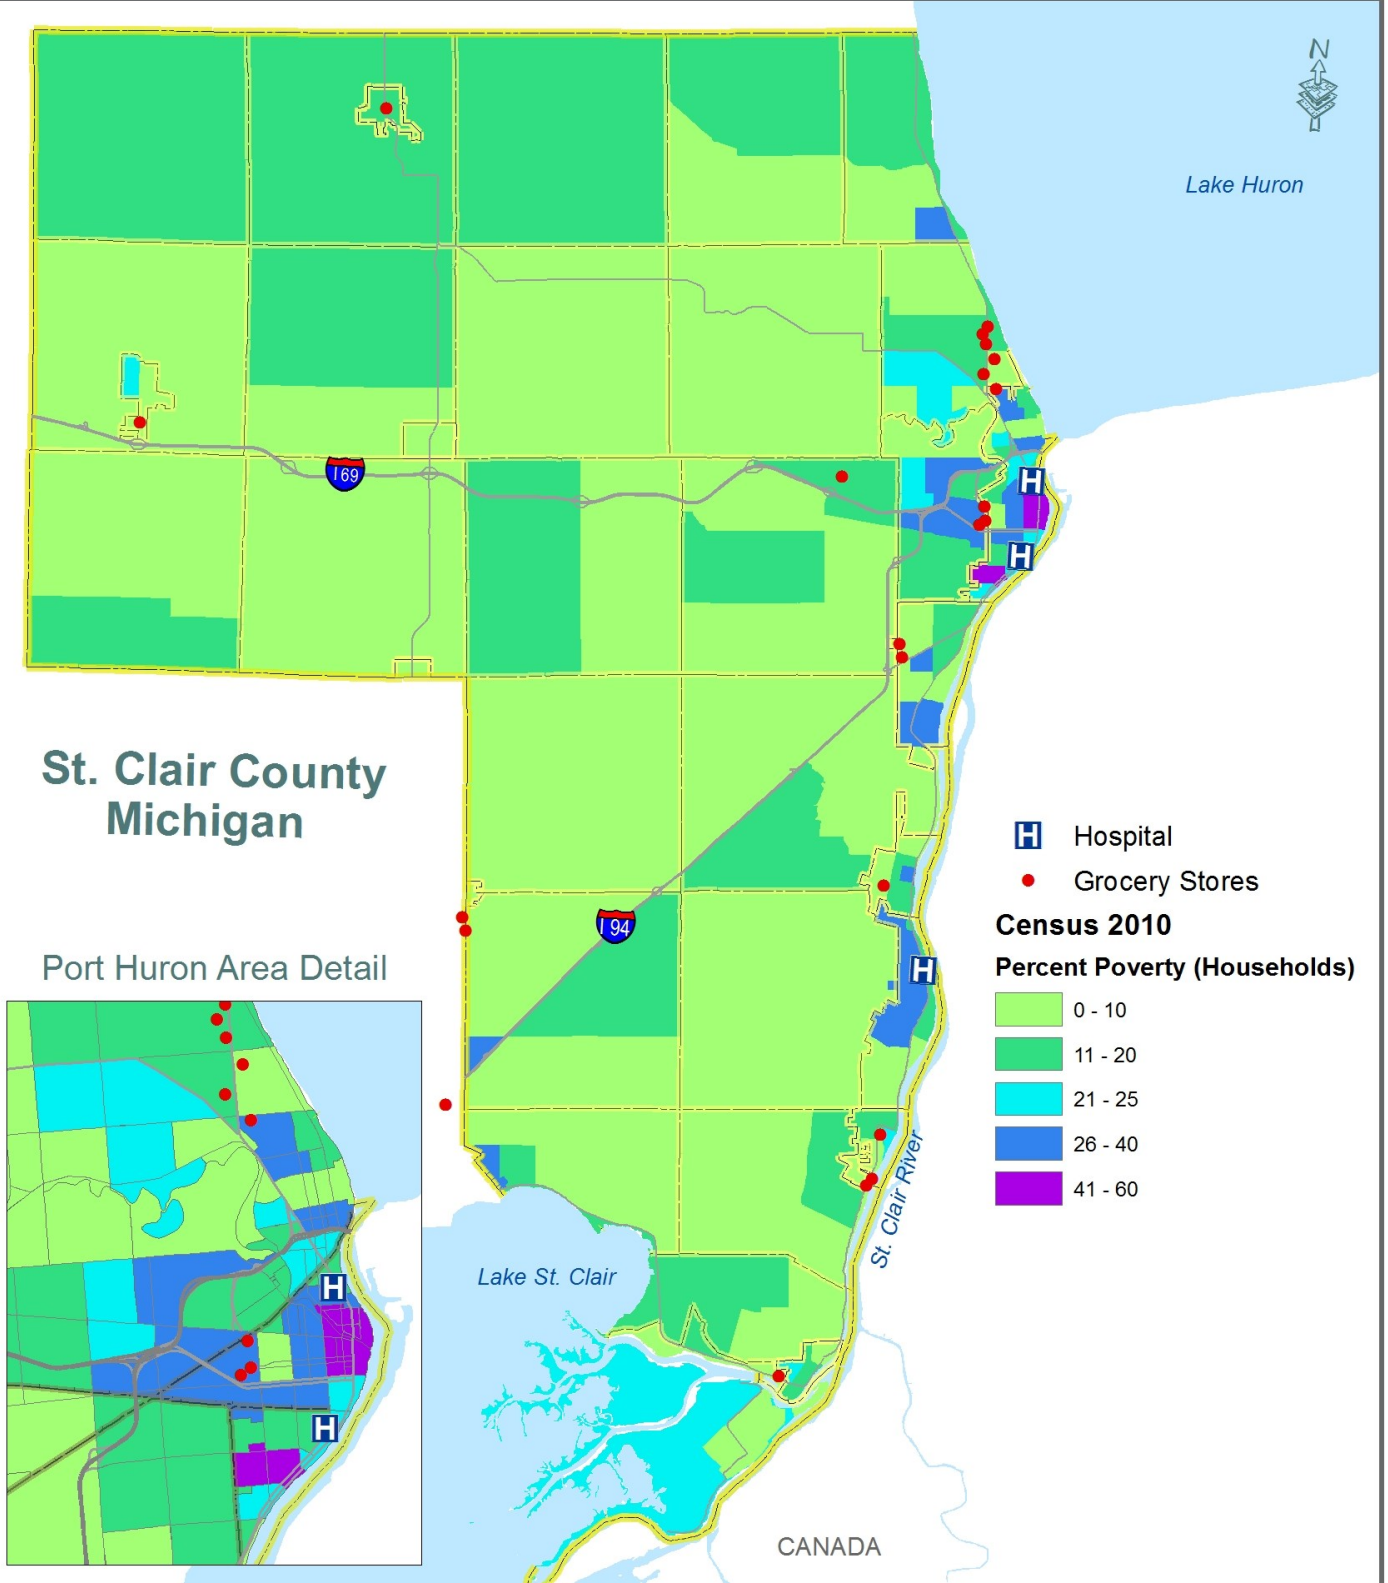 N
Lake Huron
I 69
H
H
St. Clair County
Michigan
H Hospital
Grocery Stores
I 94
Census 2010
Port Huron Area Detail
H
Percent Poverty (Households)
0 - 10
11 - 20
21 - 25
26 - 40
41 - 60
St. Clair River
Lake St. Clair
H
H
CANADA